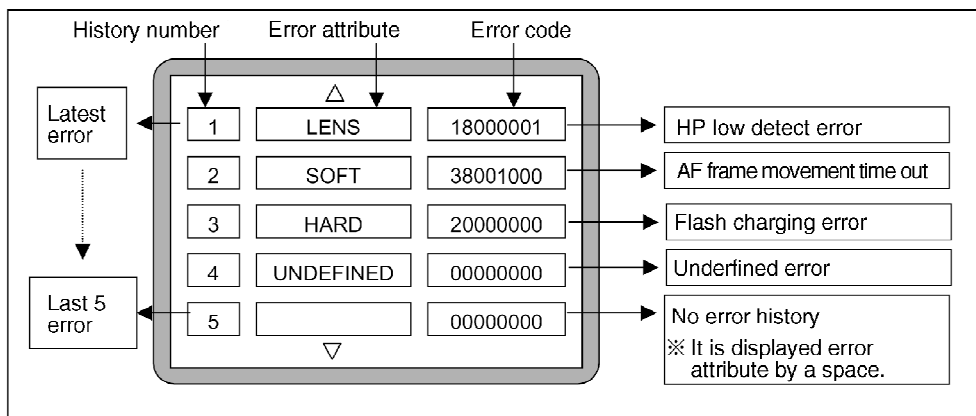 History number Error attribute Error code
△
Latest
error
1 LENS 18000001 HP low detect error
2 SOFT 38001000 AF frame movement time out
3 HARD 20000000 Flash charging error
4 UNDEFINED 00000000 Underfined error
Last 5
error
5 00000000 No error history
※ It is displayed error
attribute by a space.
▽